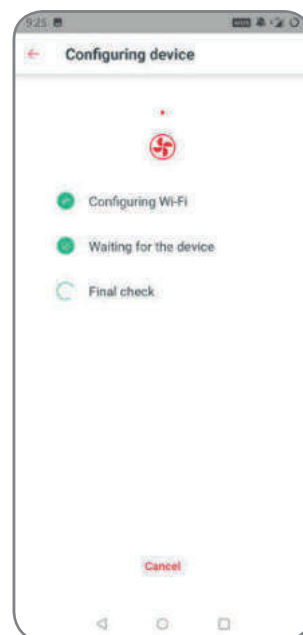 9:25
Configuring device
Configuring Wi-Fi
Waiting for the device
Final check
Cancel